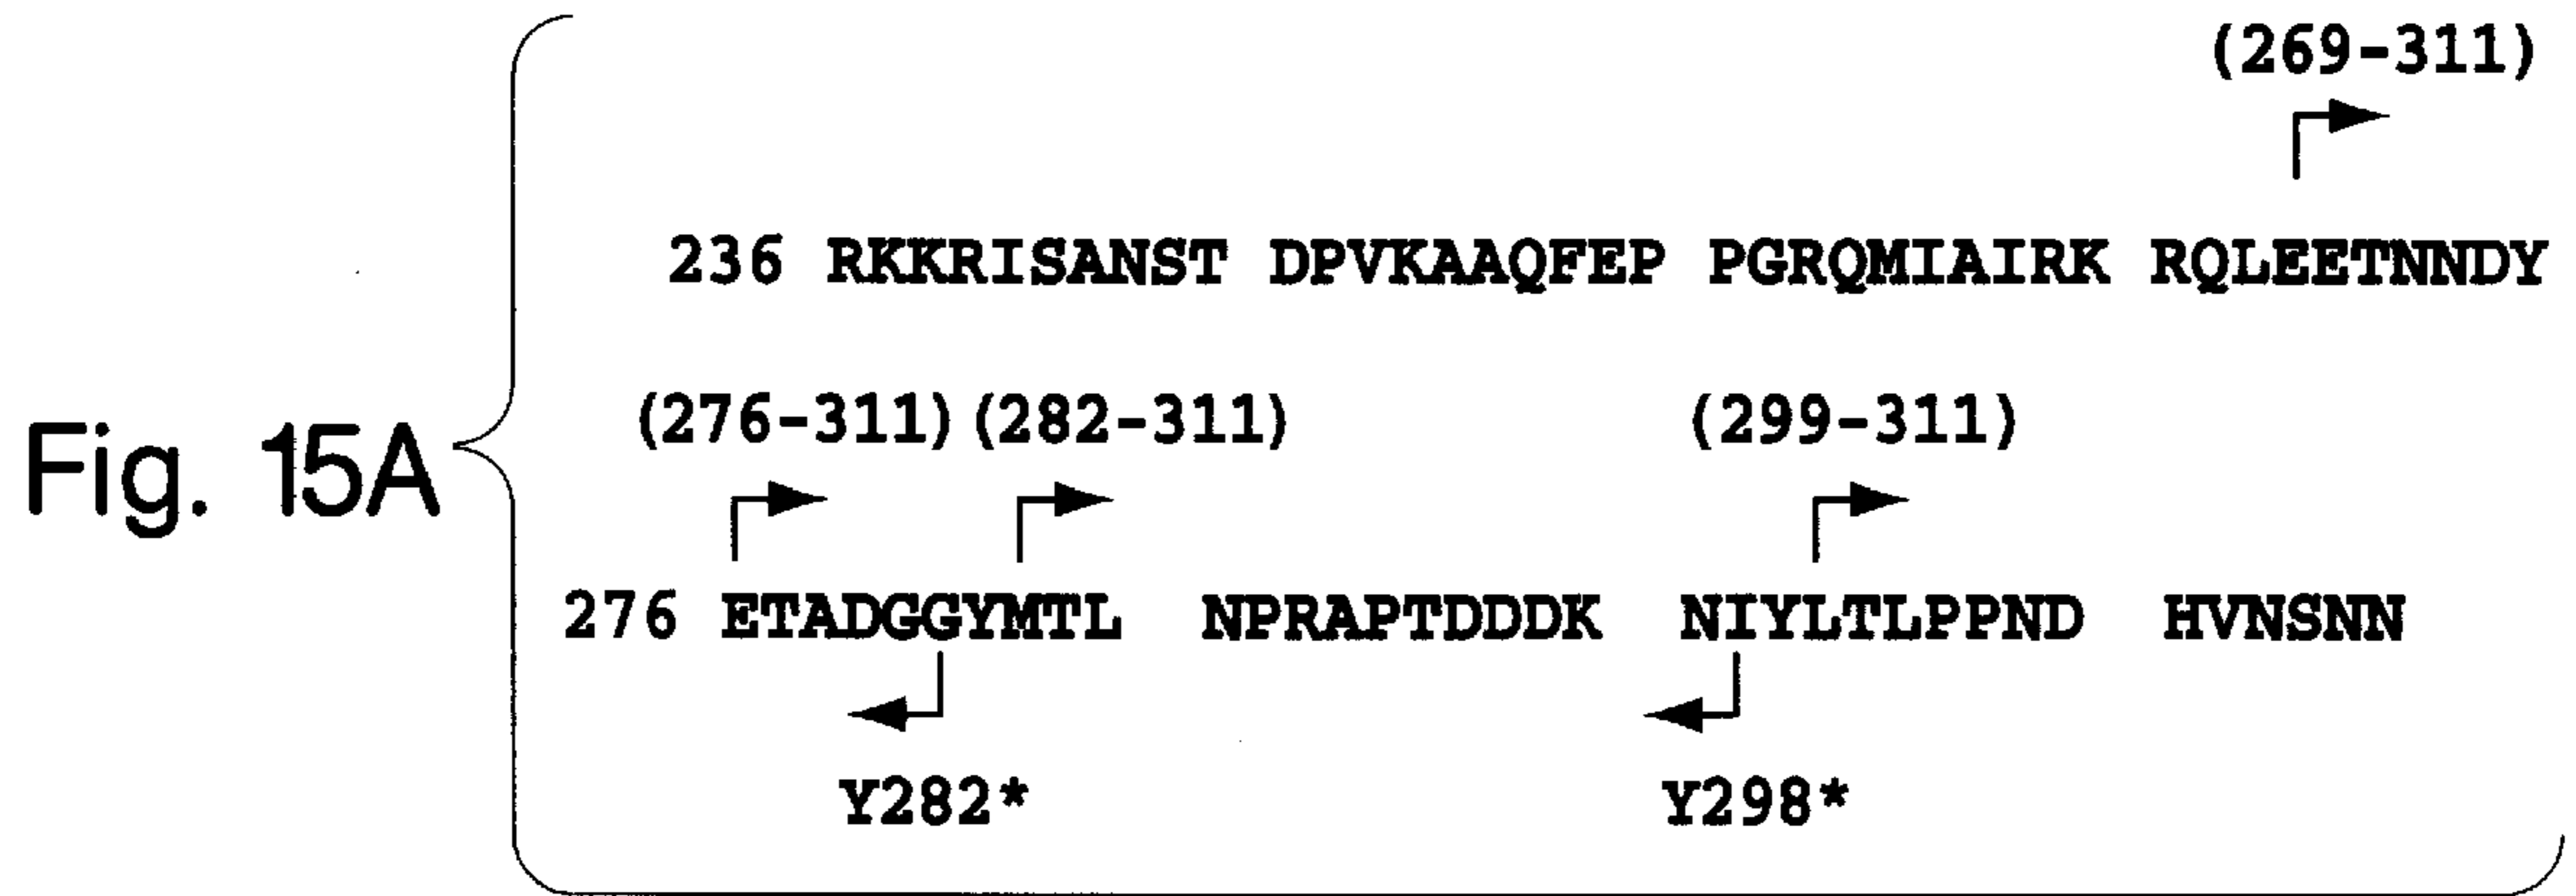 (269-311)
236 RKKRISANST DPVKAAQFEP PGRQMIAIRK RQLEETNNDY
(276-311) (282-311) (299-311)
Fig. 15A
276 ETADGGYMTL NPRAPTDDDK NIYLTLPPND HVNSNN
Y282* Y298*